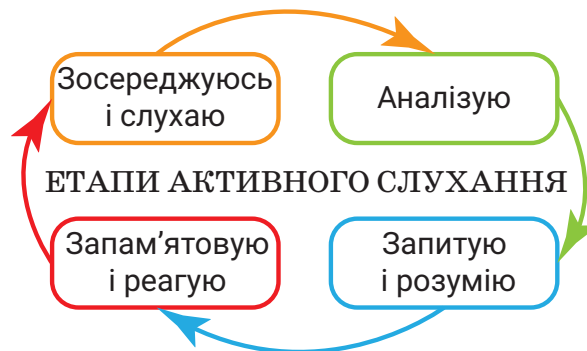 Зосереджуюсь
і слухаю
Аналізую
ЕТАПИ АКТИВНОГО СЛУХАННЯ
Запам’ятовую
і реагую
Запитую
і розумію